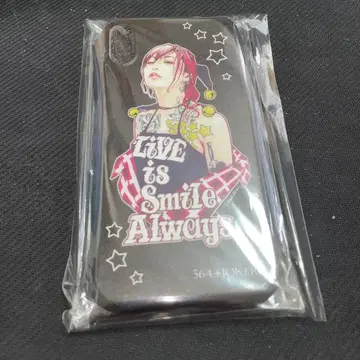 LiVE
is
Smile
Always
364+JOKER